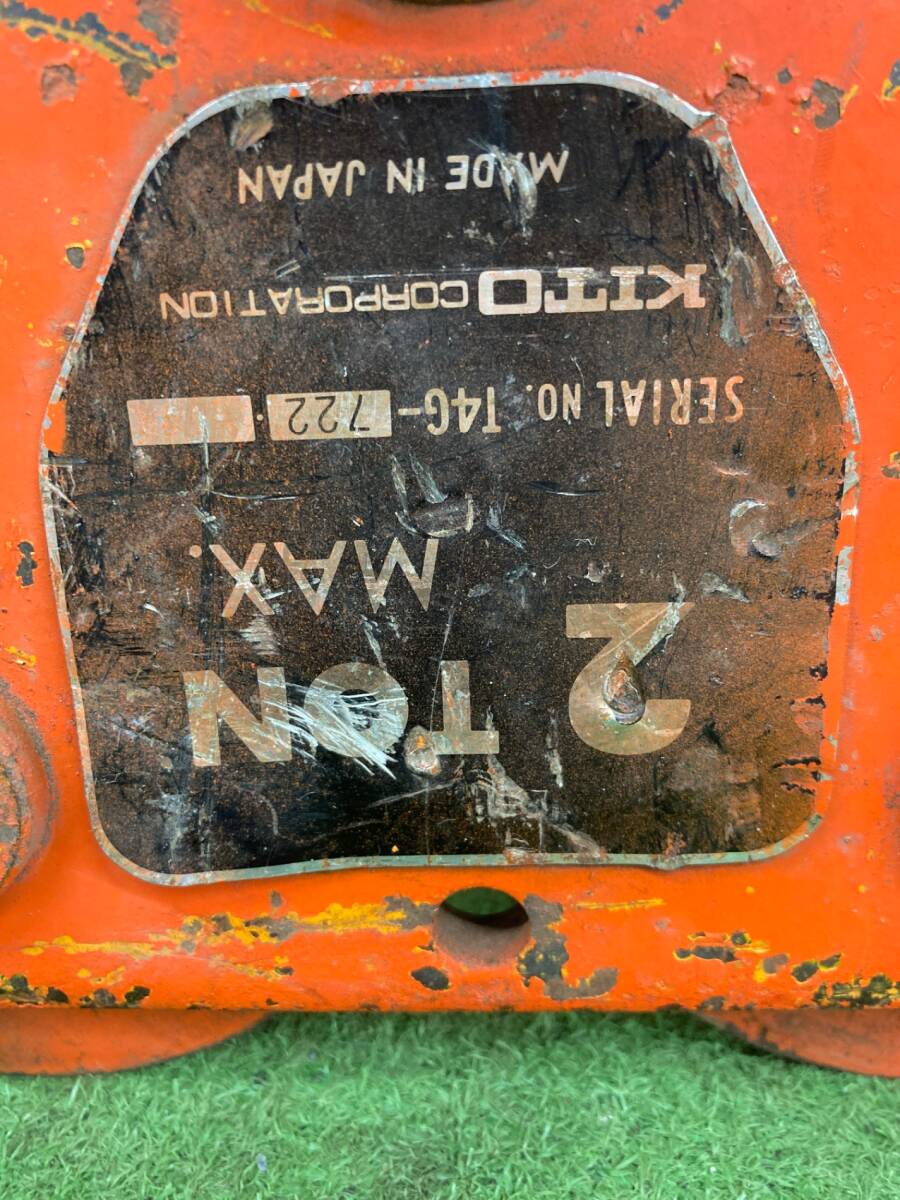 2 TON
MAX.
SERIAL NO. T4G-722.
KITO CORPORATION
MADE IN JAPAN